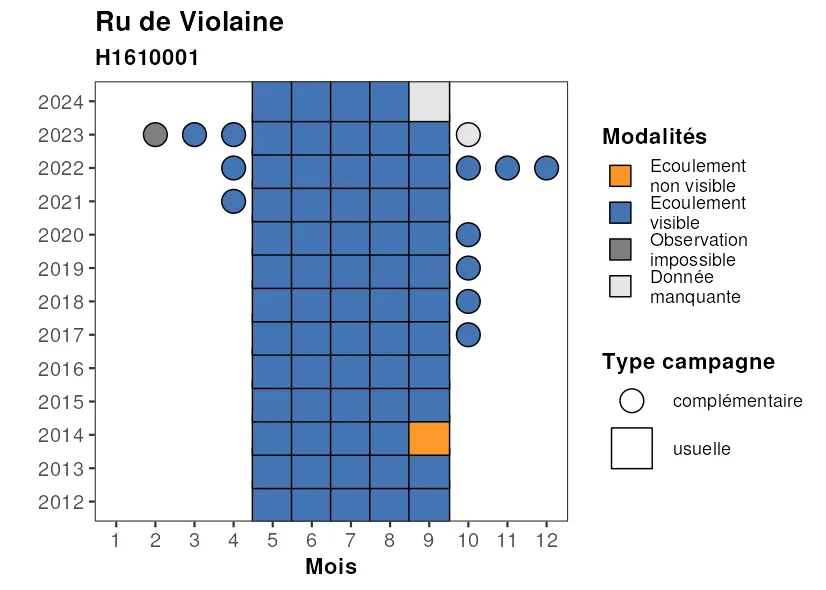 Ru de Violaine
H1610001
2024
2023
2022
2021
2020
2019
2018
2017
2016
2015
2014
2013
2012
1 2 3 4 5 6 7 8 9 10 11 12
Mois
Modalités
Ecoulement
non visible
Ecoulement
visible
Observation
impossible
Donnée
manquante
Type campagne
complémentaire
usuelle